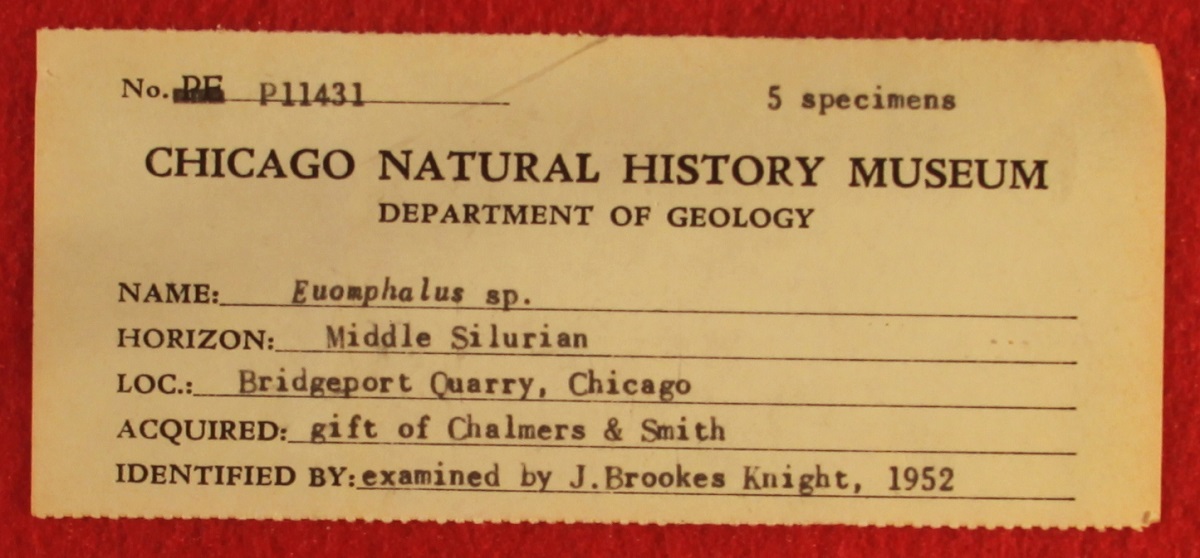 No. PE P11431 5 specimens
CHICAGO NATURAL HISTORY MUSEUM
DEPARTMENT OF GEOLOGY
NAME: Euomphalus sp.
HORIZON: Middle Silurian
LOC.: Bridgeport Quarry, Chicago
ACQUIRED: gift of Chalmers & Smith
IDENTIFIED BY: examined by J.Brookes Knight, 1952